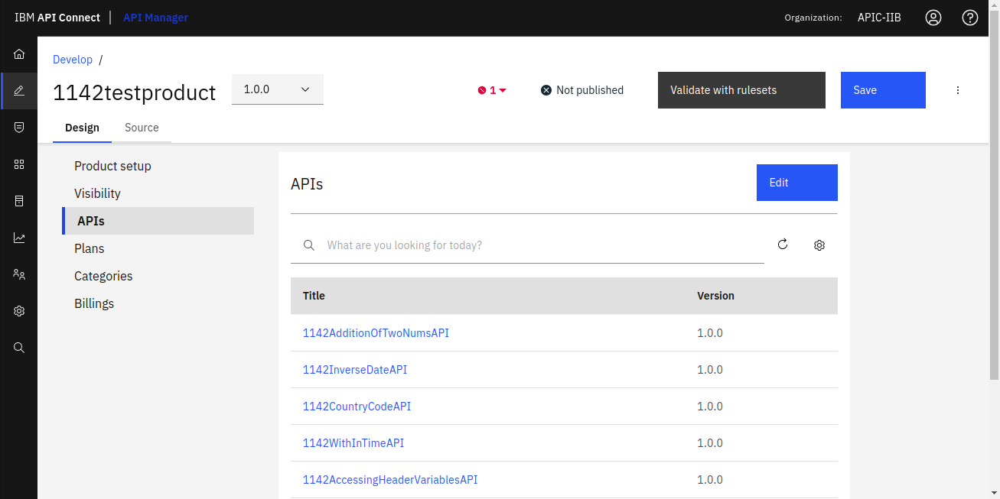 IBM API Connect | API Manager
Organization: APIC-IIB
Develop /
1142testproduct 1.0.0
1 Not published Validate with rulesets Save
Design Source
Product setup
Visibility
APIs
Plans
Categories
Billings
APIs Edit
What are you looking for today?
Title Version
1142AdditionOfTwoNumsAPI 1.0.0
1142InverseDateAPI 1.0.0
1142CountryCodeAPI 1.0.0
1142WithInTimeAPI 1.0.0
1142AccessingHeaderVariablesAPI 1.0.0